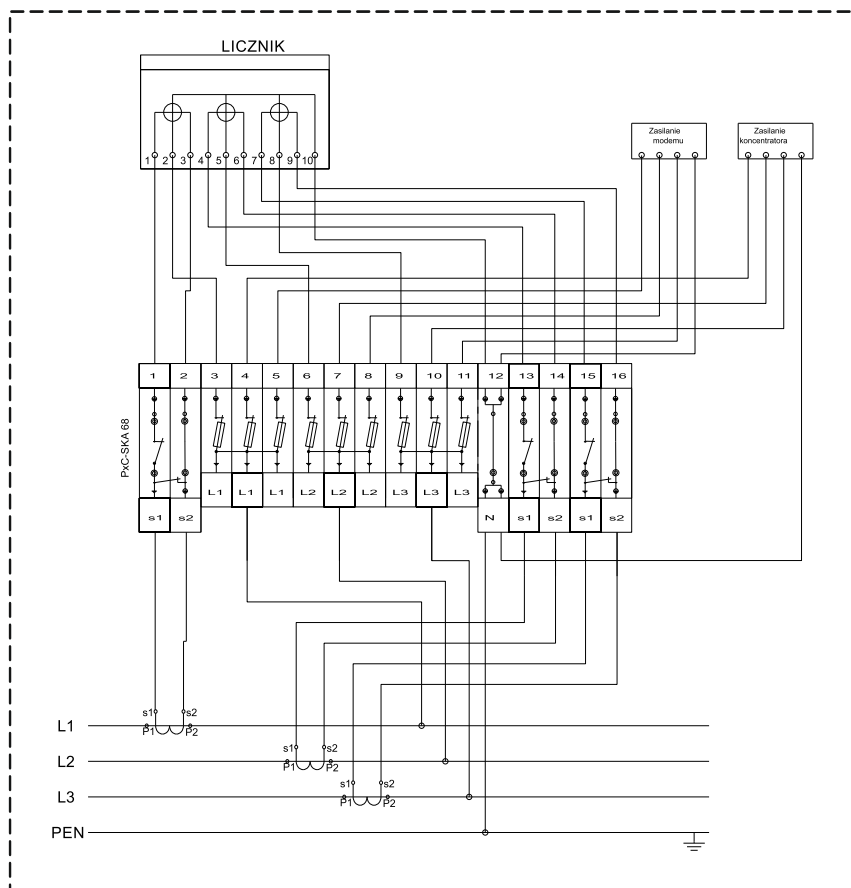 LICZNIK
1 2 3 4 5 6 7 8 9 10
Zasilanie
modemu
Zasilanie
koncentratora
PxC-SKA 68
1 2 3 4 5 6 7 8 9 10 11 12 13 14 15 16
L1 L1 L1 L2 L2 L2 L3 L3 L3
s1 s2 N s1 s2 s1 s2
s1 s2
L1 P1 P2
s1 s2
L2 P1 P2
s1 s2
L3 P1 P2
PEN